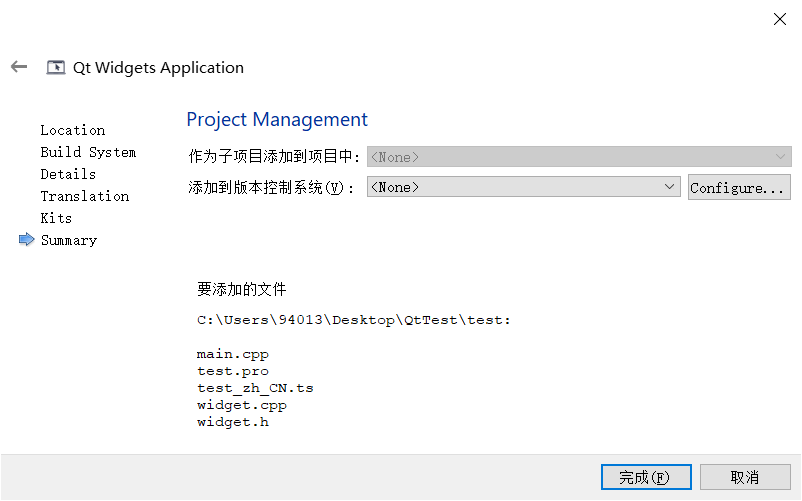 Qt Widgets Application
Location
Build System
Details
Translation
Kits
Summary
Project Management
作为子项目添加到项目中: <None>
添加到版本控制系统(V): <None> Configure...
要添加的文件
C:\Users\94013\Desktop\QtTest\test:
main.cpp
test.pro
test_zh_CN.ts
widget.cpp
widget.h
完成(F) 取消